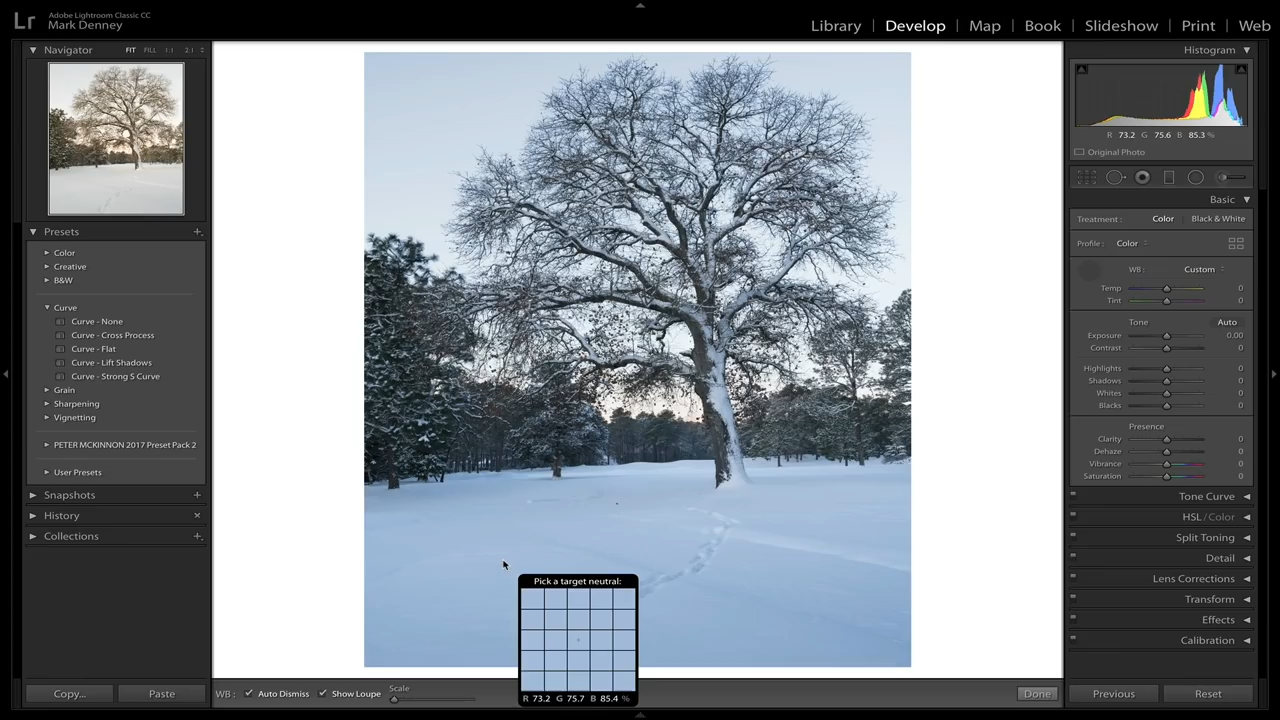 Lr
Adobe Lightroom Classic CC
Mark Denney
Library | Develop | Map | Book | Slideshow | Print | Web
Navigator FIT FILL 1:1 2:1
Presets +
Color
Creative
B&W
Curve
Curve - None
Curve - Cross Process
Curve - Flat
Curve - Lift Shadows
Curve - Strong S Curve
Grain
Sharpening
Vignetting
PETER MCKINNON 2017 Preset Pack 2
User Presets
Snapshots +
History ×
Collections +
Copy... Paste
Pick a target neutral:
R 73.2 G 75.7 B 85.4 %
WB : Auto Dismiss Show Loupe Scale
Done
Histogram
R 73.2 G 75.6 B 85.3 %
Original Photo
Basic
Treatment : Color Black & White
Profile : Color
WB : Custom
Temp 0
Tint 0
Tone Auto
Exposure 0.00
Contrast 0
Highlights 0
Shadows 0
Whites 0
Blacks 0
Presence
Clarity 0
Dehaze 0
Vibrance 0
Saturation 0
Tone Curve
HSL / Color
Split Toning
Detail
Lens Corrections
Transform
Effects
Calibration
Previous Reset